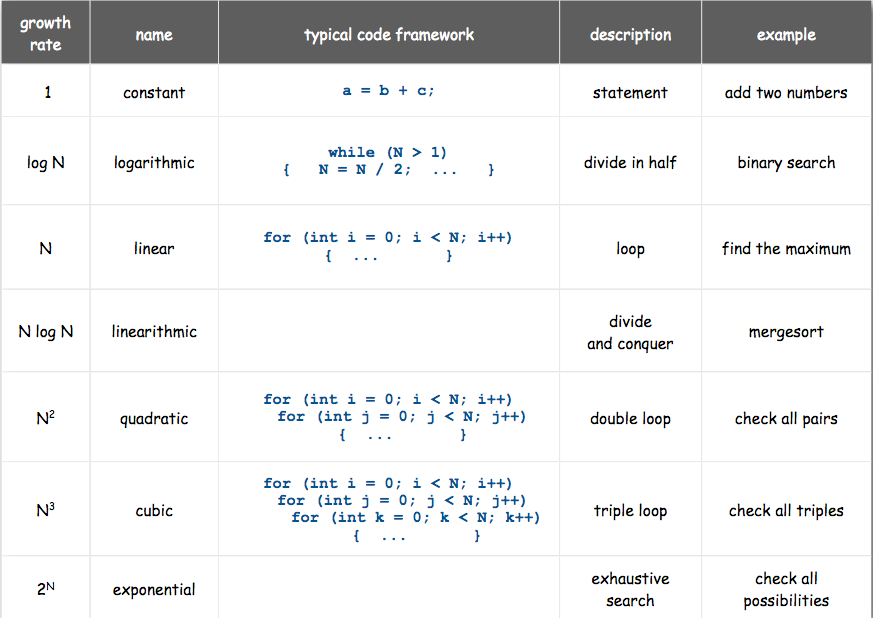 growth rate name typical code framework description example
1 constant a = b + c; statement add two numbers
log N logarithmic while (N > 1)
{ N = N / 2; ... } divide in half binary search
N linear for (int i = 0; i < N; i++)
{ ... } loop find the maximum
N log N linearithmic divide
and conquer mergesort
N² quadratic for (int i = 0; i < N; i++)
for (int j = 0; j < N; j++)
{ ... } double loop check all pairs
N³ cubic for (int i = 0; i < N; i++)
for (int j = 0; j < N; j++)
for (int k = 0; k < N; k++)
{ ... } triple loop check all triples
2ᴺ exponential exhaustive
search check all
possibilities